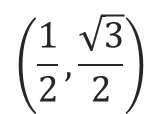 (1/2, √3/2)